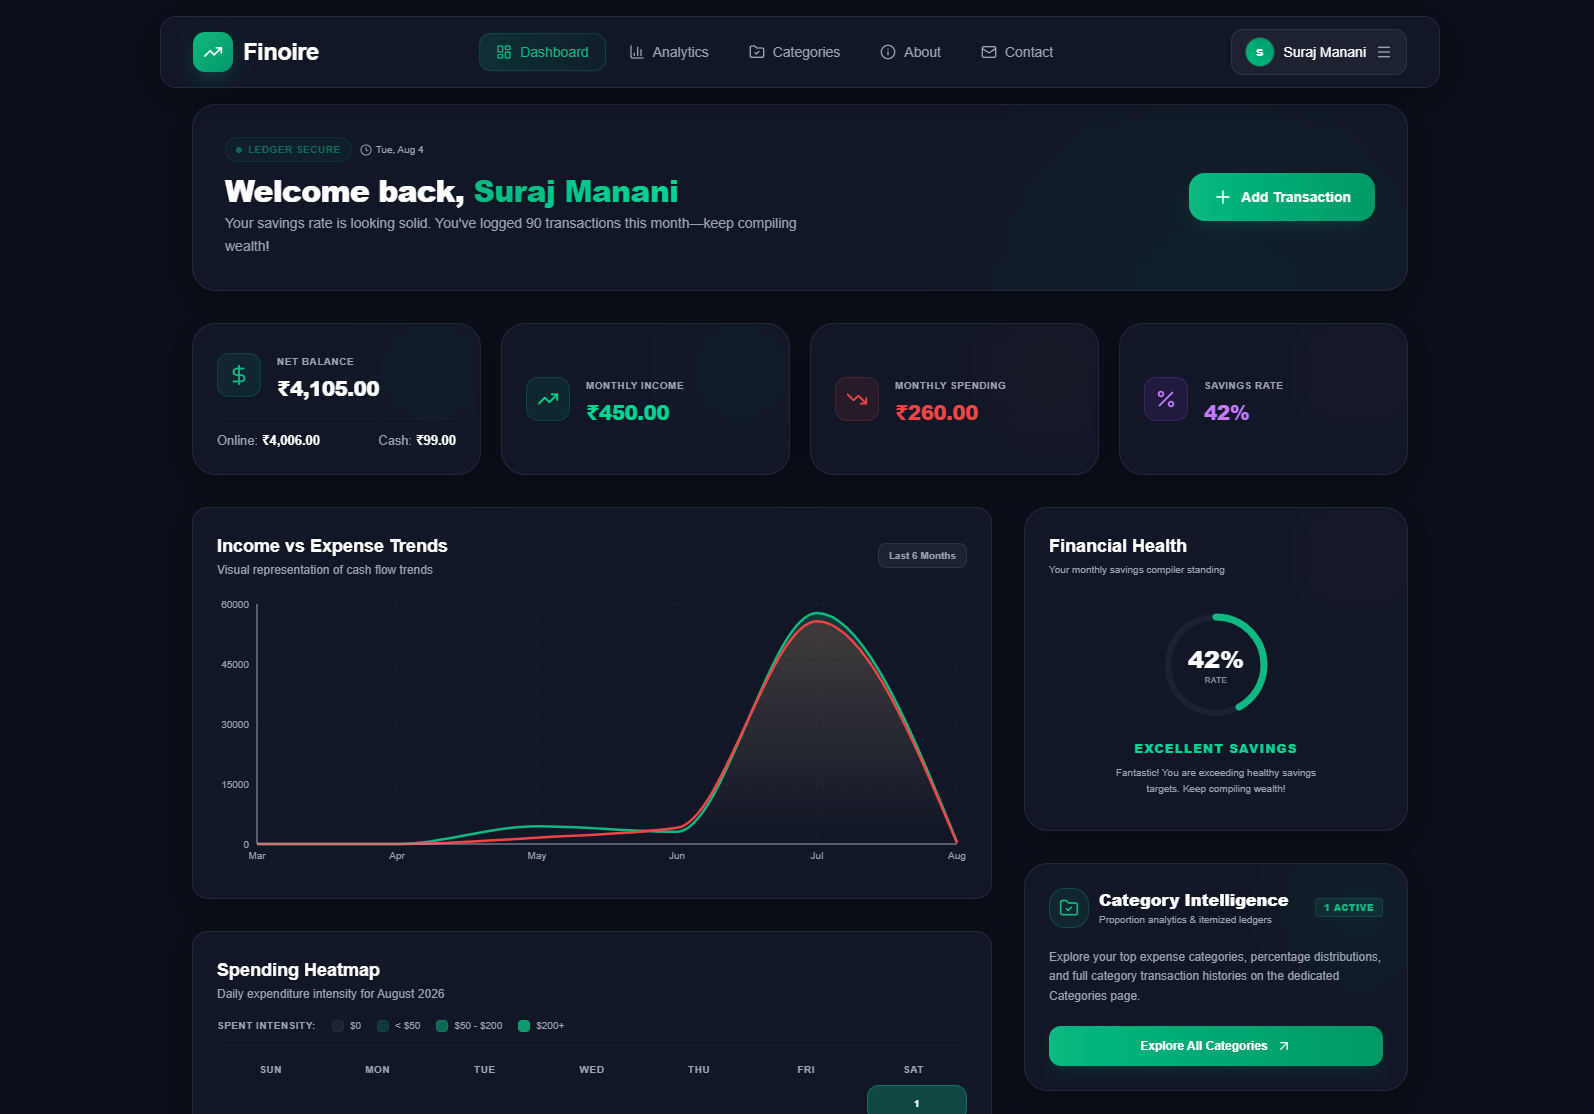 Finoire
Dashboard
Analytics
Categories
About
Contact
S
Suraj Manani
LEDGER SECURE
Tue, Aug 4
Welcome back, Suraj Manani
Your savings rate is looking solid. You've logged 90 transactions this month—keep compiling
wealth!
Add Transaction
NET BALANCE
₹4,105.00
Online: ₹4,006.00
Cash: ₹99.00
MONTHLY INCOME
₹450.00
MONTHLY SPENDING
₹260.00
SAVINGS RATE
42%
Income vs Expense Trends
Visual representation of cash flow trends
Last 6 Months
60000
45000
30000
15000
0
Mar
Apr
May
Jun
Jul
Aug
Financial Health
Your monthly savings compiler standing
42%
RATE
EXCELLENT SAVINGS
Fantastic! You are exceeding healthy savings
targets. Keep compiling wealth!
Category Intelligence
Proportion analytics & itemized ledgers
1 ACTIVE
Explore your top expense categories, percentage distributions,
and full category transaction histories on the dedicated
Categories page.
Explore All Categories
Spending Heatmap
Daily expenditure intensity for August 2026
SPENT INTENSITY:
$0
< $50
$50 - $200
$200+
SUN
MON
TUE
WED
THU
FRI
SAT
1